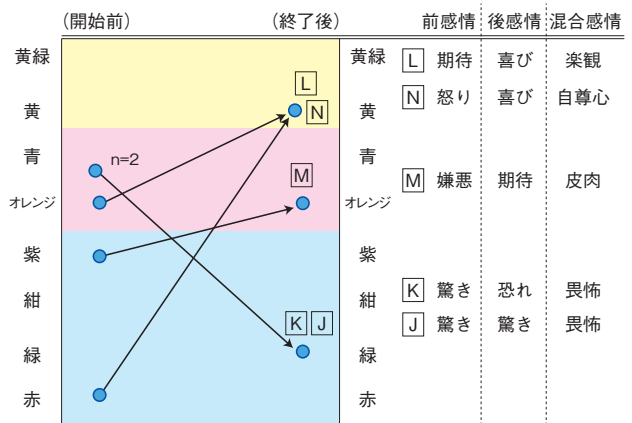 （開始前） （終了後） 前感情 後感情 混合感情
黄緑 黄緑 L 期待 喜び 楽観
L
黄 N 黄 N 怒り 喜び 自尊心
青 n=2 青
M M 嫌悪 期待 皮肉
オレンジ オレンジ
紫 紫
紺 紺 K 驚き 恐れ 畏怖
K J J 驚き 驚き 畏怖
緑 緑
赤 赤